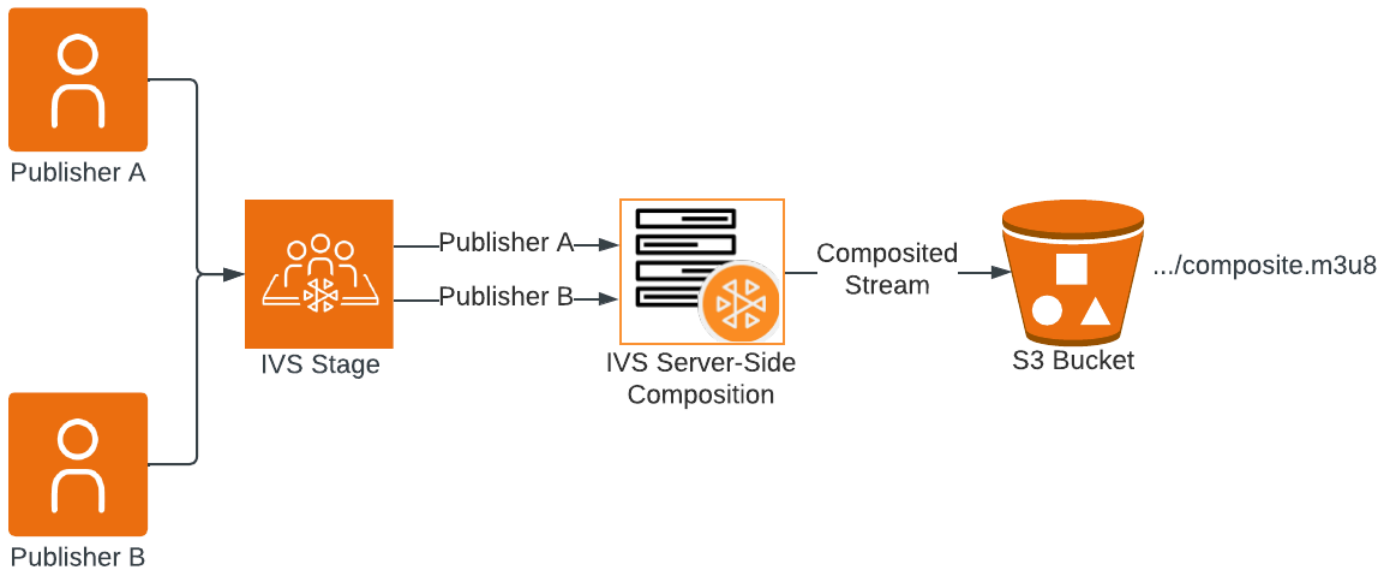 Publisher A
IVS Stage
Publisher A
Publisher B
IVS Server-Side
Composition
Composited
Stream
S3 Bucket
.../composite.m3u8
Publisher B